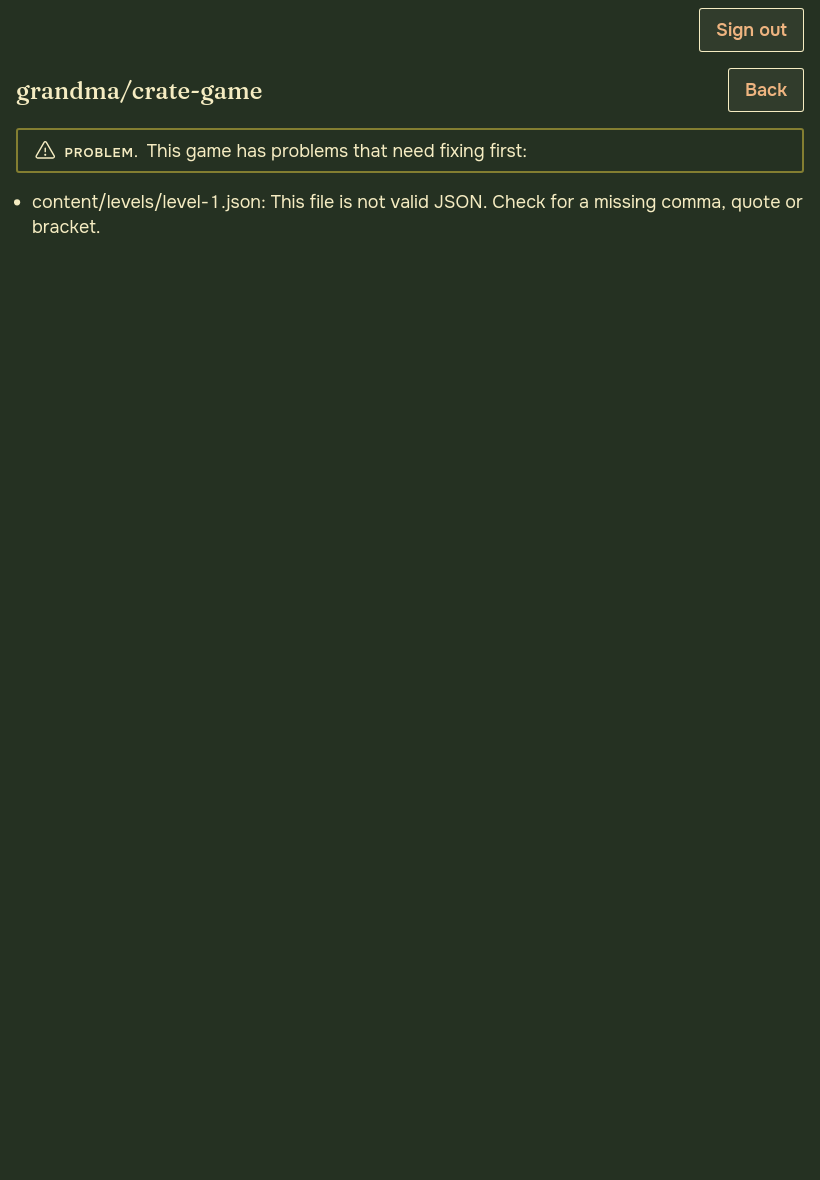 Sign out
grandma/crate-game
Back
PROBLEM. This game has problems that need fixing first:
• content/levels/level-1.json: This file is not valid JSON. Check for a missing comma, quote or
bracket.